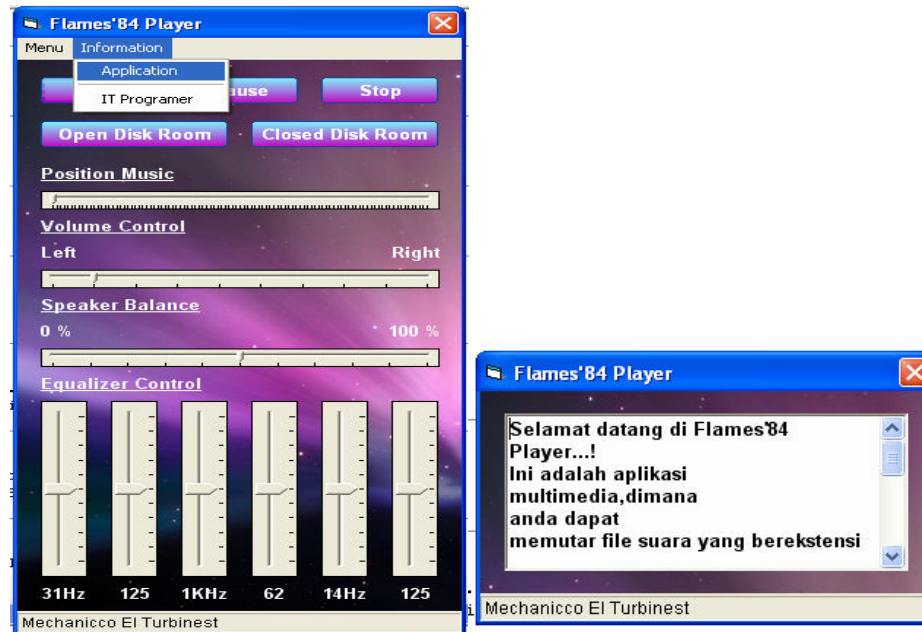 Flames'84 Player
Menu Information
Application
IT Programer
ause Stop
Open Disk Room Closed Disk Room
Position Music
Volume Control
Left Right
Speaker Balance
0 % 100 %
Equalizer Control
31Hz 125 1KHz 62 14Hz 125
Mechanicco El Turbinest
Flames'84 Player
Selamat datang di Flames'84
Player...!
Ini adalah aplikasi
multimedia,dimana
anda dapat
memutar file suara yang berekstensi
Mechanicco El Turbinest